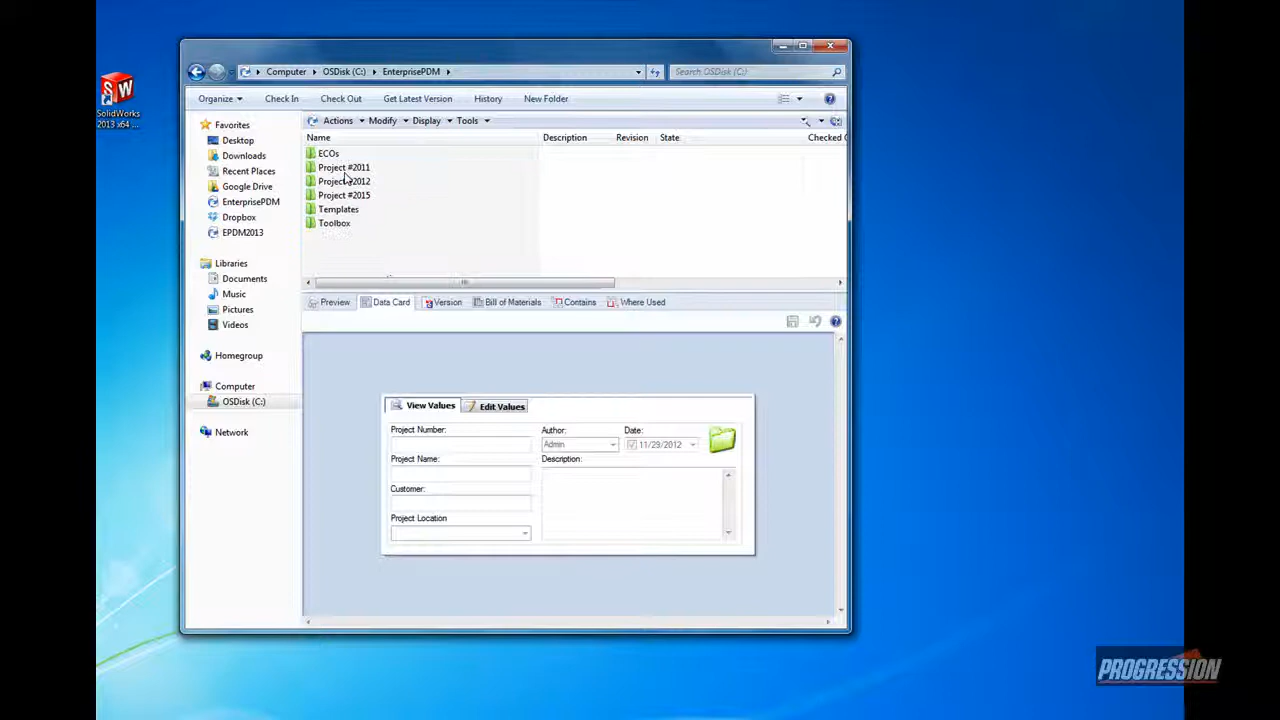 SolidWorks
2013 x64 ...
Computer
OSDisk (C:)
EnterprisePDM
Search OSDisk (C:)
Organize
Check In
Check Out
Get Latest Version
History
New Folder
Favorites
Desktop
Downloads
Recent Places
Google Drive
EnterprisePDM
Dropbox
EPDM2013
Libraries
Documents
Music
Pictures
Videos
Homegroup
Computer
OSDisk (C:)
Network
Actions
Modify
Display
Tools
Name
Description
Revision
State
Checked O
ECOs
Project #2011
Project #2012
Project #2015
Templates
Toolbox
Preview
Data Card
Version
Bill of Materials
Contains
Where Used
View Values
Edit Values
Project Number:
Author:
Date:
Admin
11/29/2012
Project Name:
Description:
Customer:
Project Location
PROGRESSION